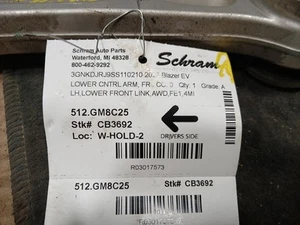 Schram Auto Parts
Waterford, MI 48328
800-462-9292
Schram
3GNKDJRJ9SS110210 Blazer EV
LOWER CNTRL ARM, FR Qty. 1 Grade: A
LH,LOWER FRONT LINK,AWD,FE1,4MI
512.GM8C25
Stk# CB3692
Loc: W-HOLD-2
DRIVERS SIDE
R03017573
512.GM8C25 Stk# CB3692